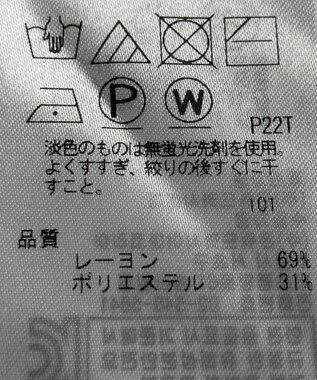 P W
P22T
淡色のものは無蛍光洗剤を使用。
よくすすぎ、絞りの後すぐに干
すこと。
101
品質
レーヨン 69%
ポリエステル 31%